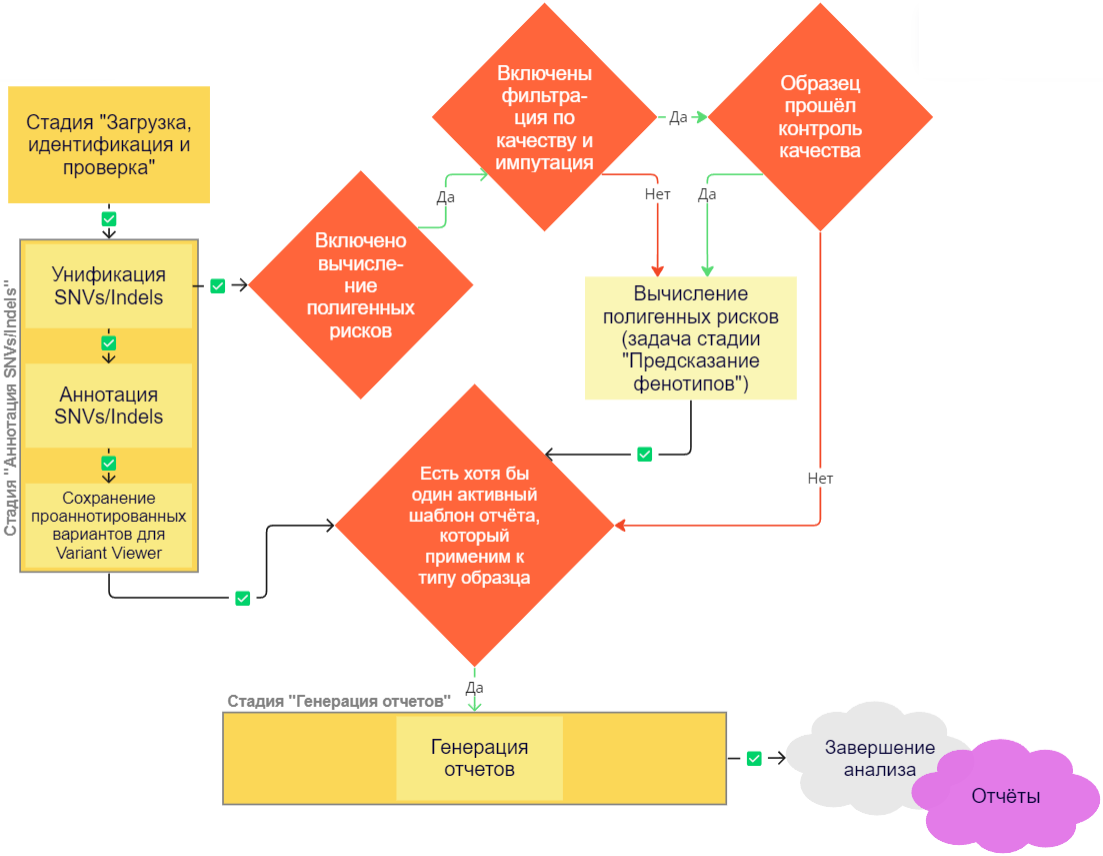 Стадия "Загрузка,
идентификация и
проверка"
Стадия "Аннотация SNVs/Indels"
Унификация
SNVs/Indels
Аннотация
SNVs/Indels
Сохранение
проаннотированных
вариантов для
Variant Viewer
Включено
вычисле-
ние
полигенных
рисков
Да
Включены
фильтра-
ция по
качеству и
импутация
Да
Нет
Образец
прошёл
контроль
качества
Да
Нет
Вычисление
полигенных рисков
(задача стадии
"Предсказание
фенотипов")
Есть хотя бы
один активный
шаблон отчёта,
который
применим к
типу образца
Да
Стадия "Генерация отчетов"
Генерация
отчетов
Завершение
анализа
Отчёты